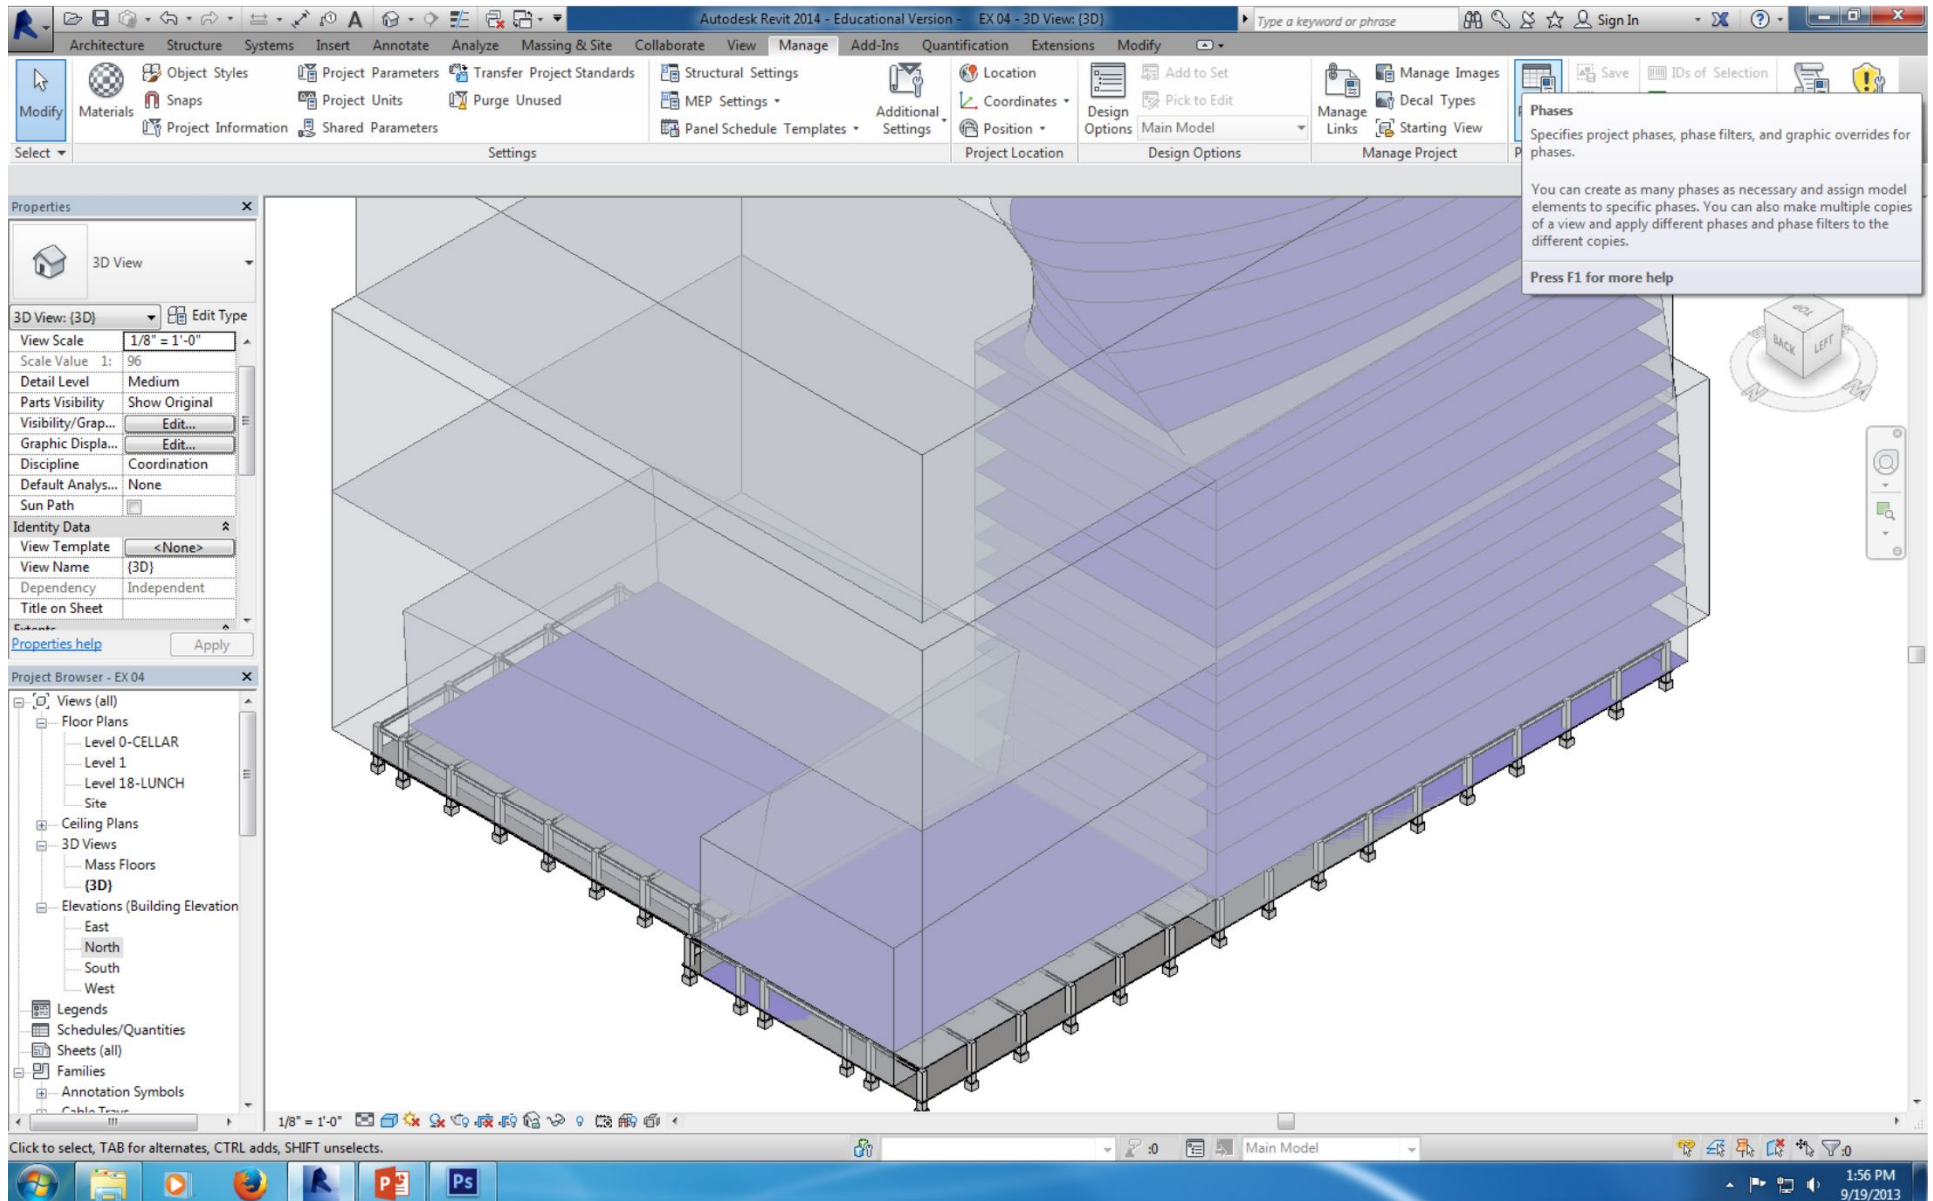 Autodesk Revit 2014 - Educational Version - EX 04 - 3D View: {3D}
Type a keyword or phrase
Sign In
Architecture Structure Systems Insert Annotate Analyze Massing & Site Collaborate View Manage Add-Ins Quantification Extensions Modify
Modify
Materials
Object Styles
Snaps
Project Information
Project Parameters
Project Units
Shared Parameters
Transfer Project Standards
Purge Unused
Structural Settings
MEP Settings
Panel Schedule Templates
Additional
Settings
Location
Coordinates
Position
Design
Options
Add to Set
Pick to Edit
Main Model
Manage
Links
Manage Images
Decal Types
Starting View
Save
IDs of Selection
Select
Settings
Project Location
Design Options
Manage Project
Phases
Specifies project phases, phase filters, and graphic overrides for
phases.
You can create as many phases as necessary and assign model
elements to specific phases. You can also make multiple copies
of a view and apply different phases and phase filters to the
different copies.
Press F1 for more help
TOP
BACK
LEFT
Properties
3D View
3D View: {3D}
Edit Type
View Scale 1/8" = 1'-0"
Scale Value 1: 96
Detail Level Medium
Parts Visibility Show Original
Visibility/Grap... Edit...
Graphic Displa... Edit...
Discipline Coordination
Default Analys... None
Sun Path
Identity Data
View Template <None>
View Name {3D}
Dependency Independent
Title on Sheet
Extents
Properties help
Apply
Project Browser - EX 04
Views (all)
Floor Plans
Level 0-CELLAR
Level 1
Level 18-LUNCH
Site
Ceiling Plans
3D Views
Mass Floors
{3D}
Elevations (Building Elevation
East
North
South
West
Legends
Schedules/Quantities
Sheets (all)
Families
Annotation Symbols
Cable Trays
1/8" = 1'-0"
Click to select, TAB for alternates, CTRL adds, SHIFT unselects.
:0
Main Model
:0
Ps
1:56 PM
9/19/2013